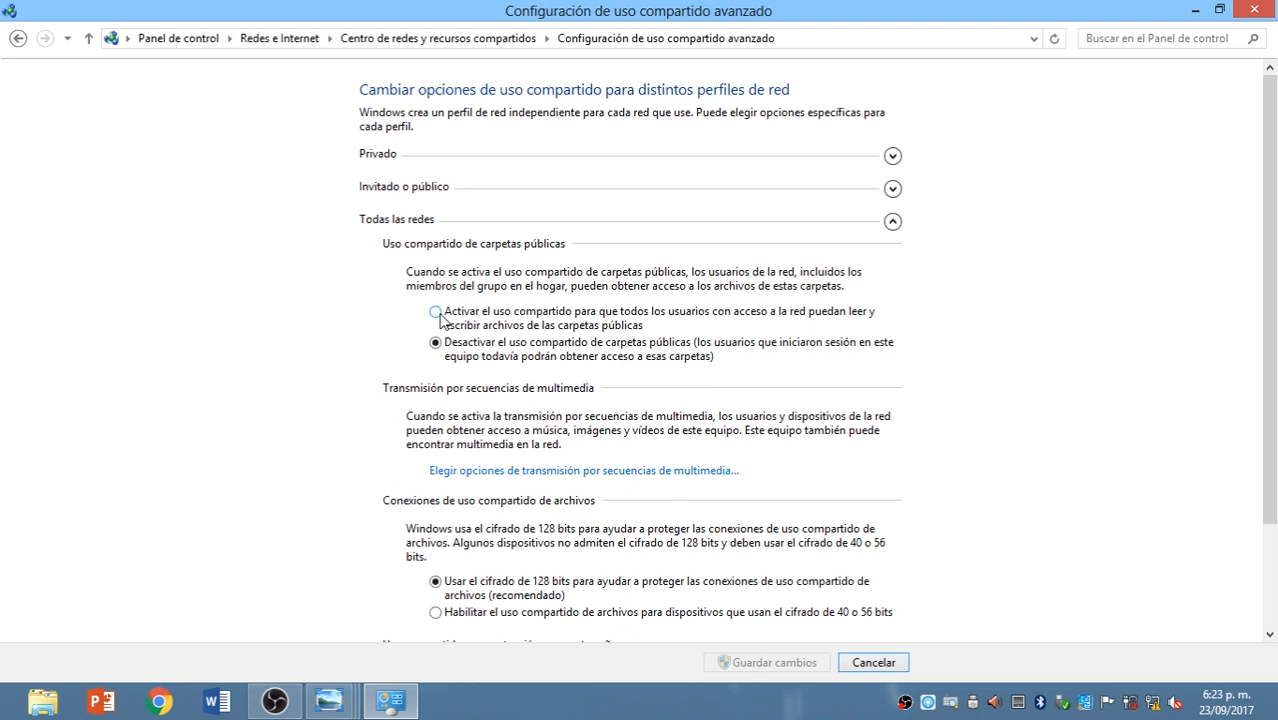 Configuración de uso compartido avanzado
Panel de control
Redes e Internet
Centro de redes y recursos compartidos
Configuración de uso compartido avanzado
Buscar en el Panel de control
Cambiar opciones de uso compartido para distintos perfiles de red
Windows crea un perfil de red independiente para cada red que use. Puede elegir opciones específicas para
cada perfil.
Privado
Invitado o público
Todas las redes
Uso compartido de carpetas públicas
Cuando se activa el uso compartido de carpetas públicas, los usuarios de la red, incluidos los
miembros del grupo en el hogar, pueden obtener acceso a los archivos de estas carpetas.
Activar el uso compartido para que todos los usuarios con acceso a la red puedan leer y
escribir archivos de las carpetas públicas
Desactivar el uso compartido de carpetas públicas (los usuarios que iniciaron sesión en este
equipo todavía podrán obtener acceso a esas carpetas)
Transmisión por secuencias de multimedia
Cuando se activa la transmisión por secuencias de multimedia, los usuarios y dispositivos de la red
pueden obtener acceso a música, imágenes y vídeos de este equipo. Este equipo también puede
encontrar multimedia en la red.
Elegir opciones de transmisión por secuencias de multimedia...
Conexiones de uso compartido de archivos
Windows usa el cifrado de 128 bits para ayudar a proteger las conexiones de uso compartido de
archivos. Algunos dispositivos no admiten el cifrado de 128 bits y deben usar el cifrado de 40 o 56
bits.
Usar el cifrado de 128 bits para ayudar a proteger las conexiones de uso compartido de
archivos (recomendado)
Habilitar el uso compartido de archivos para dispositivos que usan el cifrado de 40 o 56 bits
Guardar cambios
Cancelar
6:23 p. m.
23/09/2017